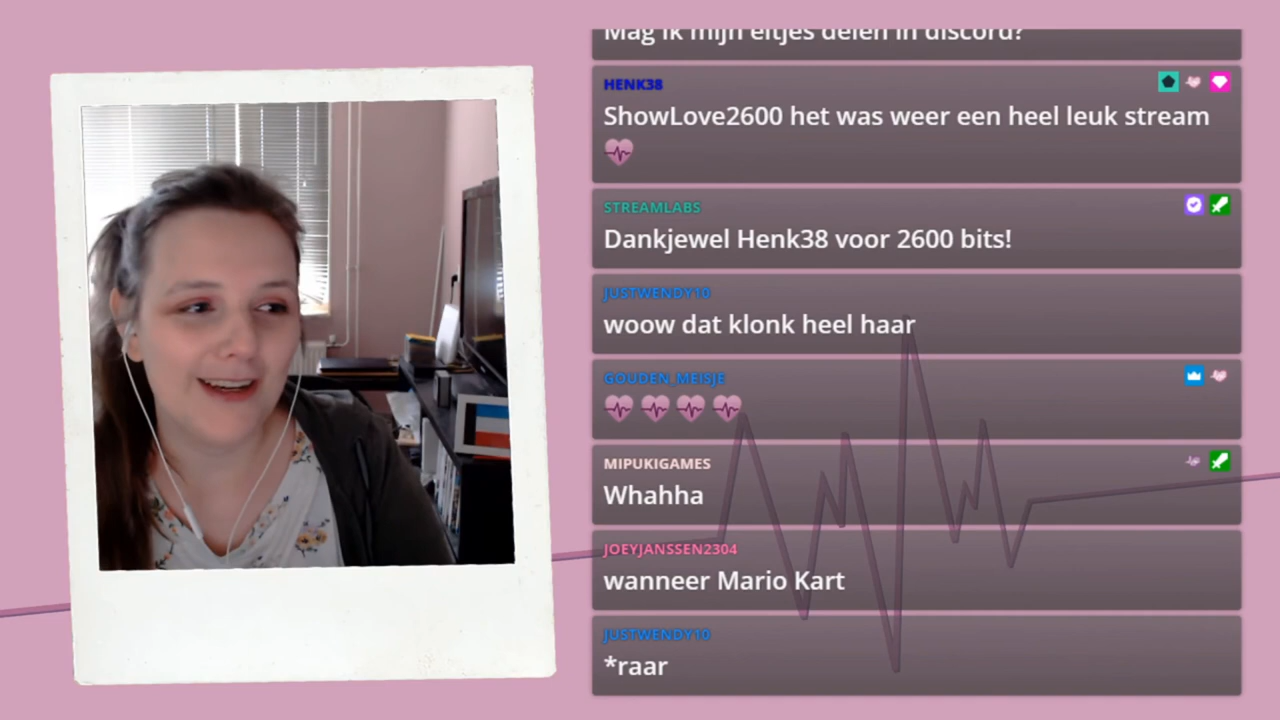 Mag ik mijn eitjes delen in discord?
HENK38
ShowLove2600 het was weer een heel leuk stream
STREAMLABS
Dankjewel Henk38 voor 2600 bits!
JUSTWENDY10
woow dat klonk heel haar
GOUDEN_MEISJE
MIPUKIGAMES
Whahha
JOEYJANSSEN2304
wanneer Mario Kart
JUSTWENDY10
*raar